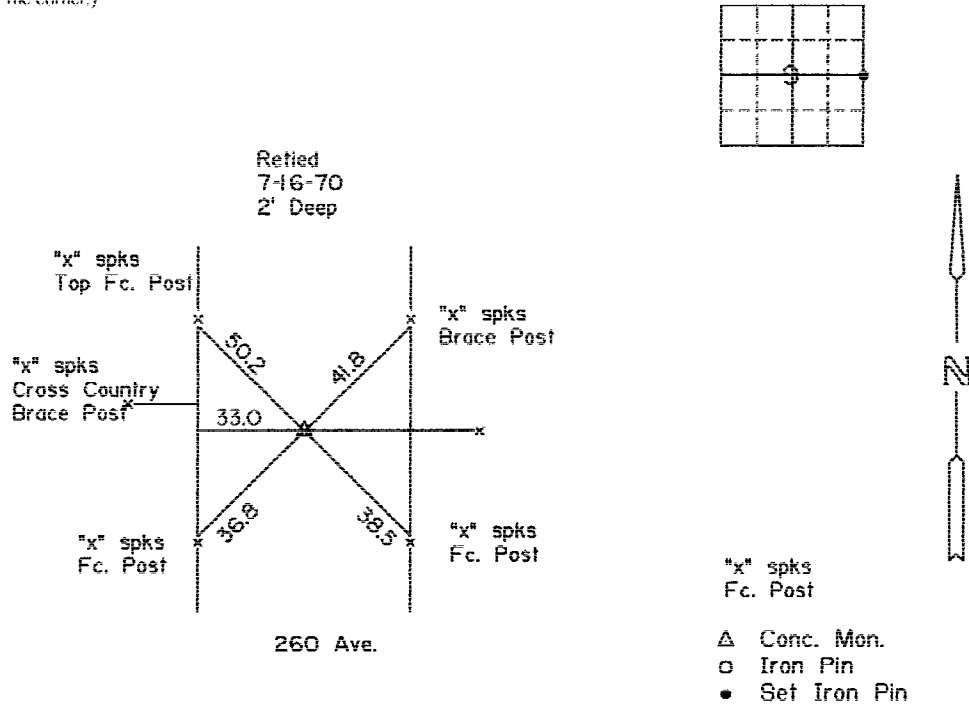 the corner.)
Retied
7-16-70
2' Deep
"x" spks
Top Fc. Post
"x" spks
Brace Post
50.2
41.8
"x" spks
Cross Country
Brace Post
33.0
36.8
38.5
"x" spks
Fc. Post
"x" spks
Fc. Post
"x" spks
Fc. Post
260 Ave.
N
Conc. Mon.
Iron Pin
Set Iron Pin